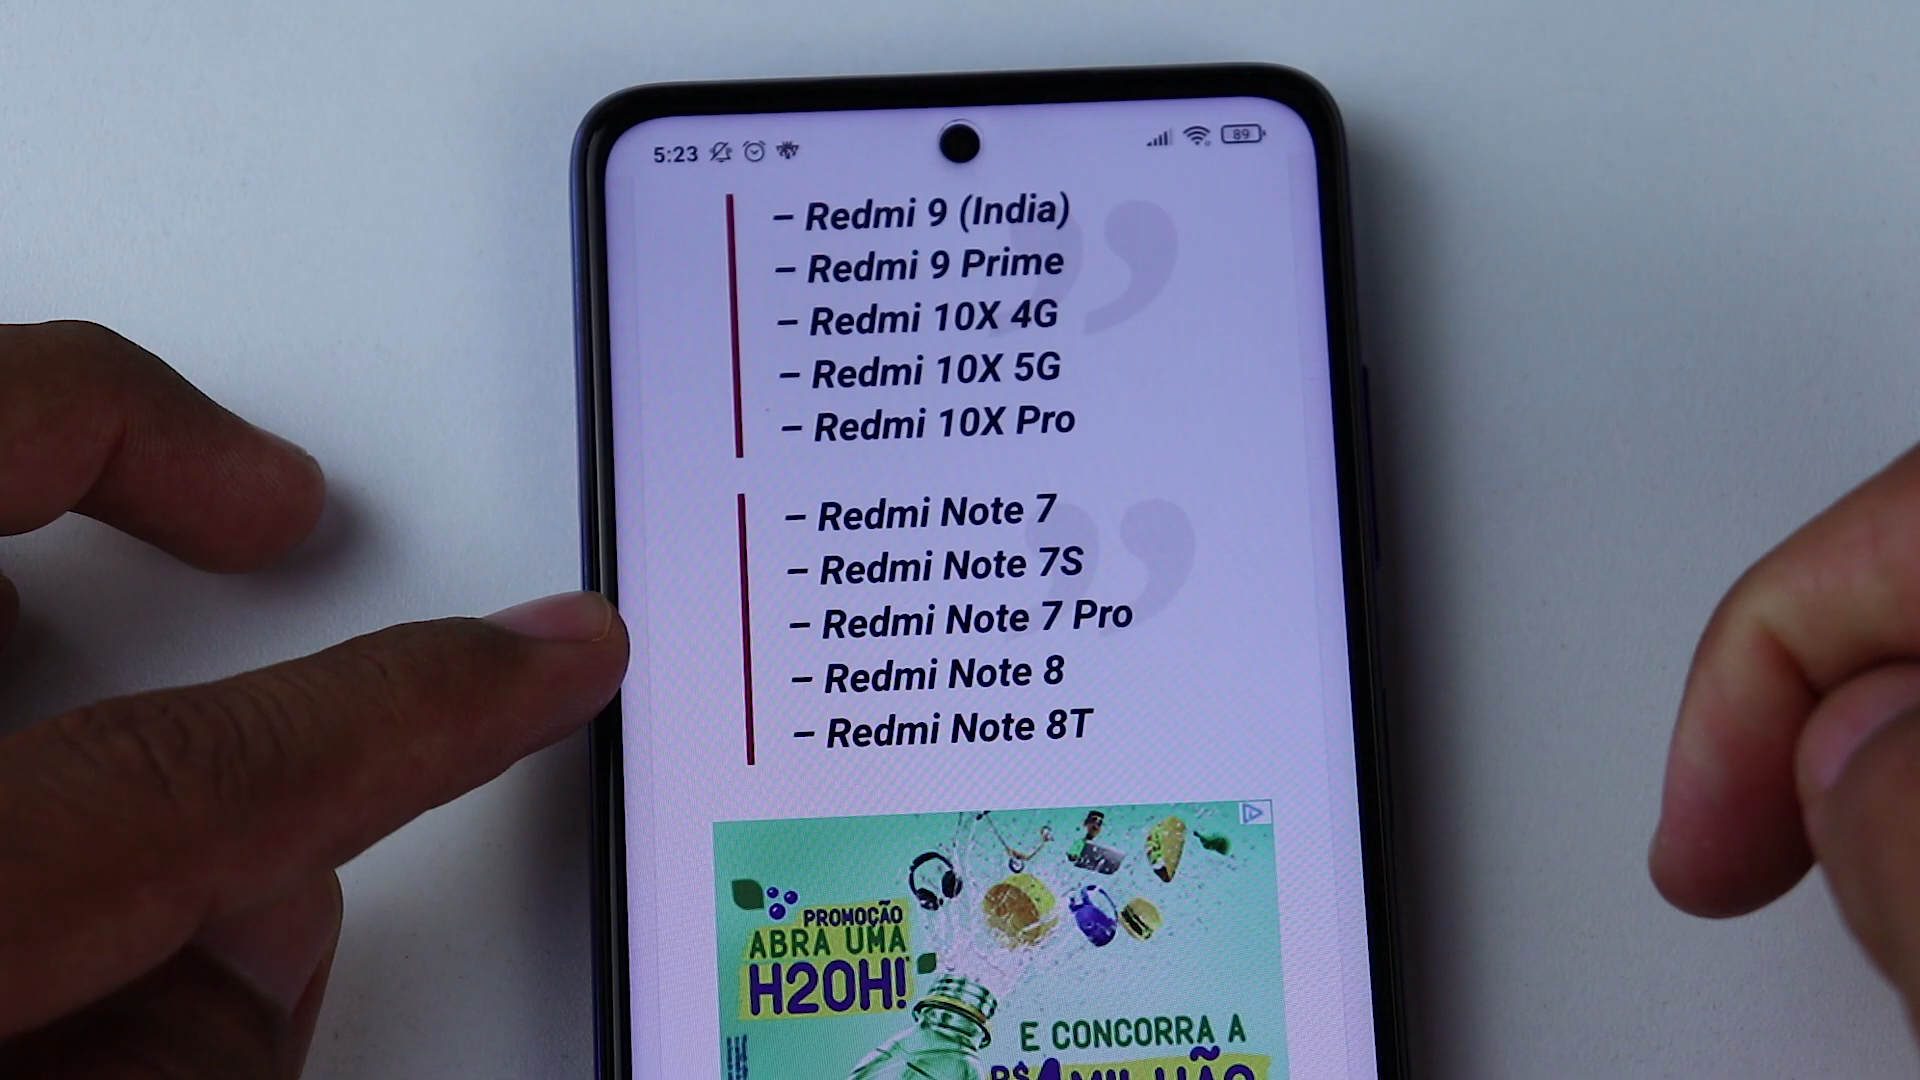 5:23
89
– Redmi 9 (India)
– Redmi 9 Prime
– Redmi 10X 4G
– Redmi 10X 5G
– Redmi 10X Pro
– Redmi Note 7
– Redmi Note 7S
– Redmi Note 7 Pro
– Redmi Note 8
– Redmi Note 8T
PROMOÇÃO
ABRA UMA
H2OH!
E CONCORRA A
R$1 MILHÃO